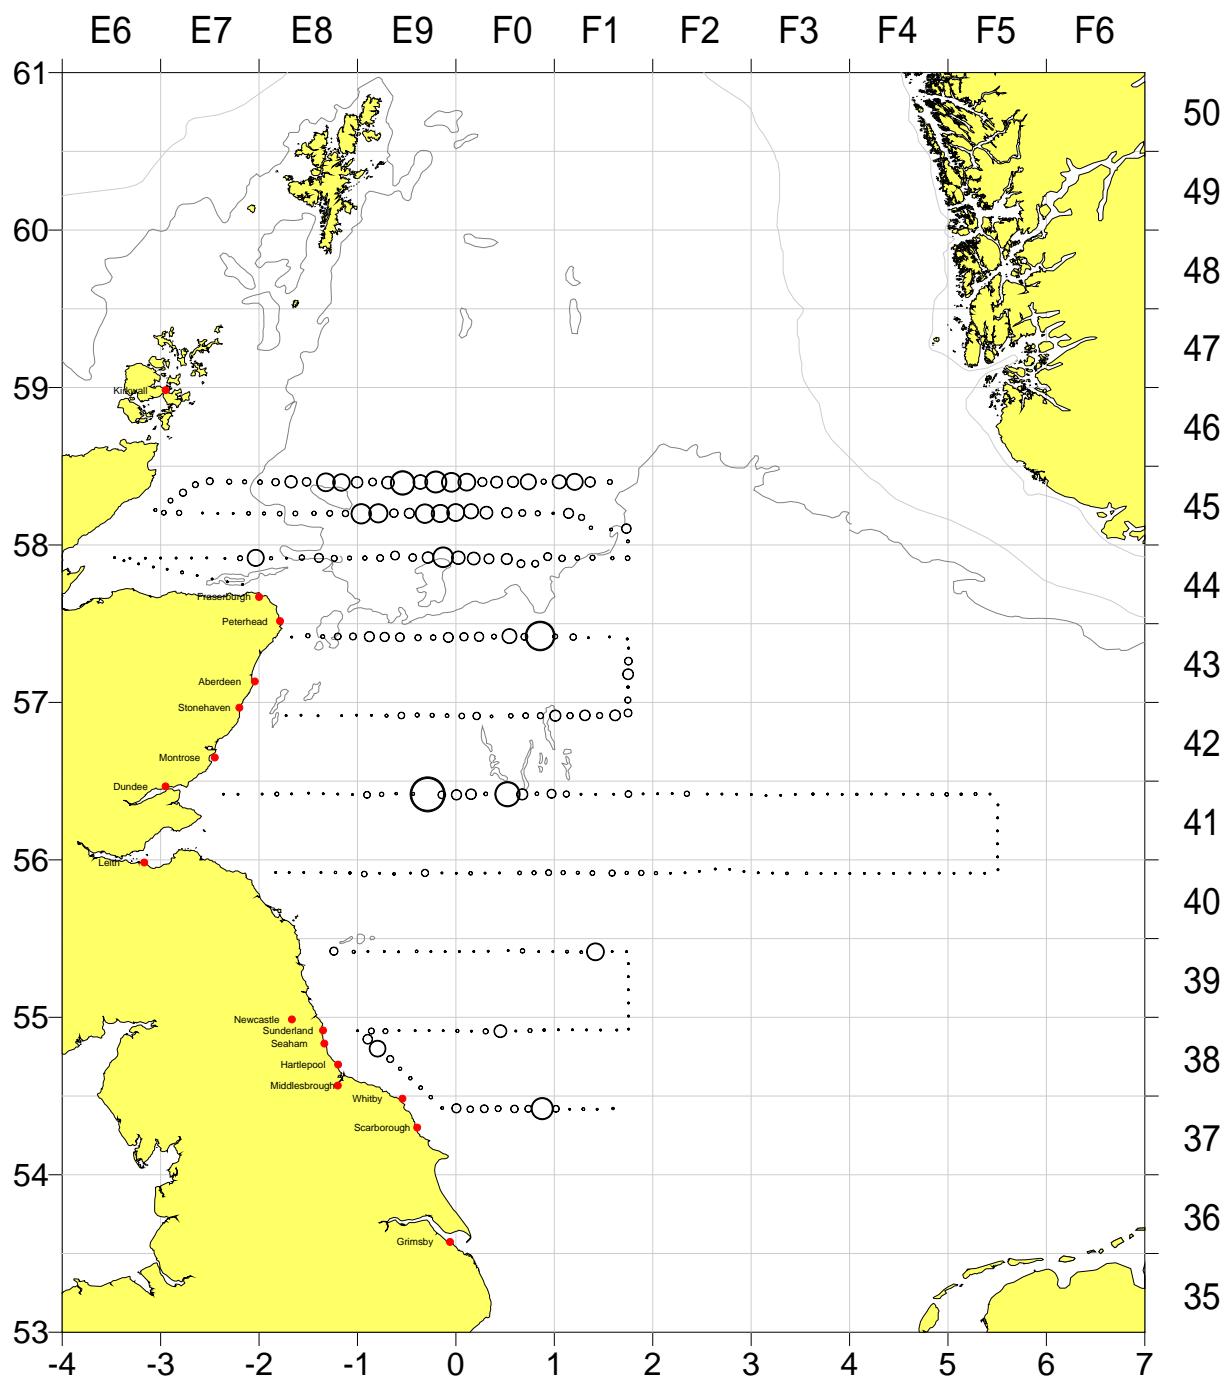 E6 E7 E8 E9 F0 F1 F2 F3 F4 F5 F6
61
50
49
60
48
47
59
Kirkwall
46
45
58
44
Fraserburgh
Peterhead
43
Aberdeen
57
Stonehaven
42
Montrose
Dundee
41
56
Leith
40
39
55
Newcastle
Sunderland
Seaham
38
Hartlepool
Middlesbrough
Whitby
Scarborough
37
54
36
Grimsby
35
53
-4 -3 -2 -1 0 1 2 3 4 5 6 7